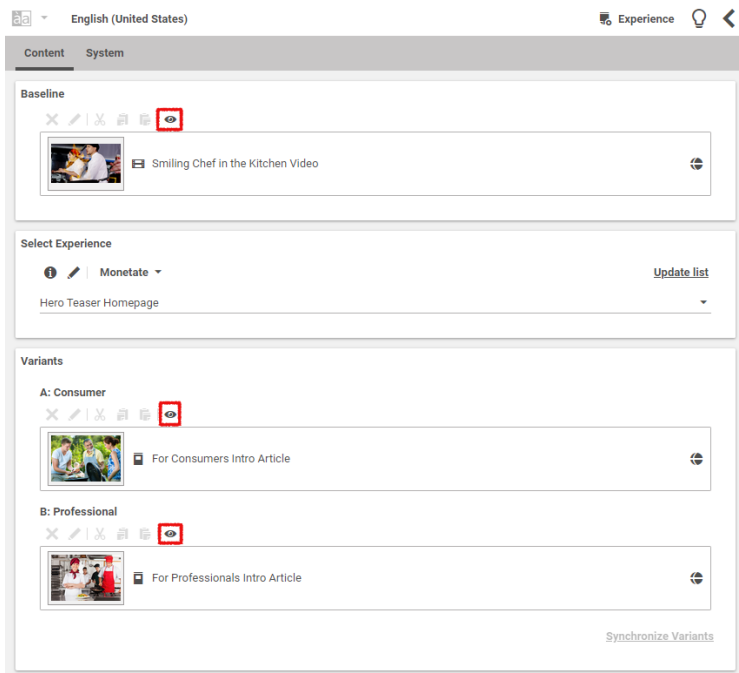 English (United States)
Experience
Content System
Baseline
Smiling Chef in the Kitchen Video
Select Experience
Monetate
Update list
Hero Teaser Homepage
Variants
A: Consumer
For Consumers Intro Article
B: Professional
For Professionals Intro Article
Synchronize Variants